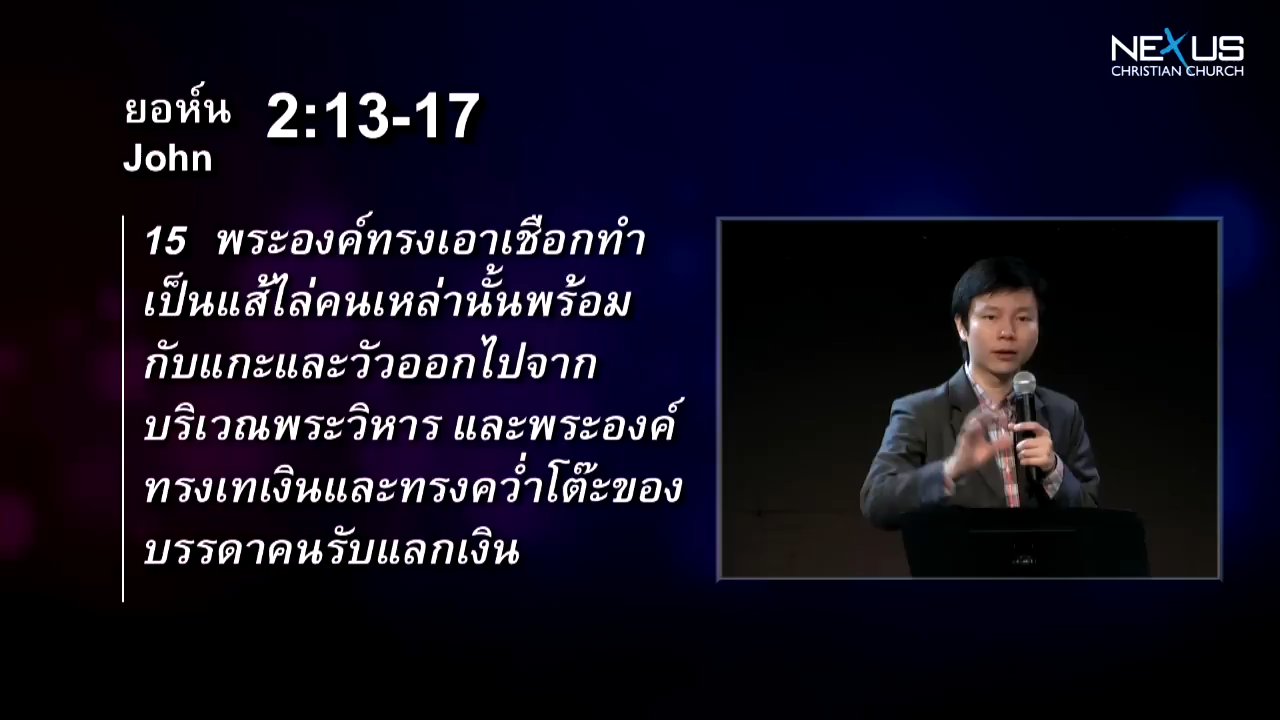 NEXUS
CHRISTIAN CHURCH
ยอห์น 2:13-17
John
15 พระองค์ทรงเอาเชือกทำ
เป็นแส้ไล่คนเหล่านั้นพร้อม
กับแกะและวัวออกไปจาก
บริเวณพระวิหาร และพระองค์
ทรงเทเงินและทรงคว่ำโต๊ะของ
บรรดาคนรับแลกเงิน